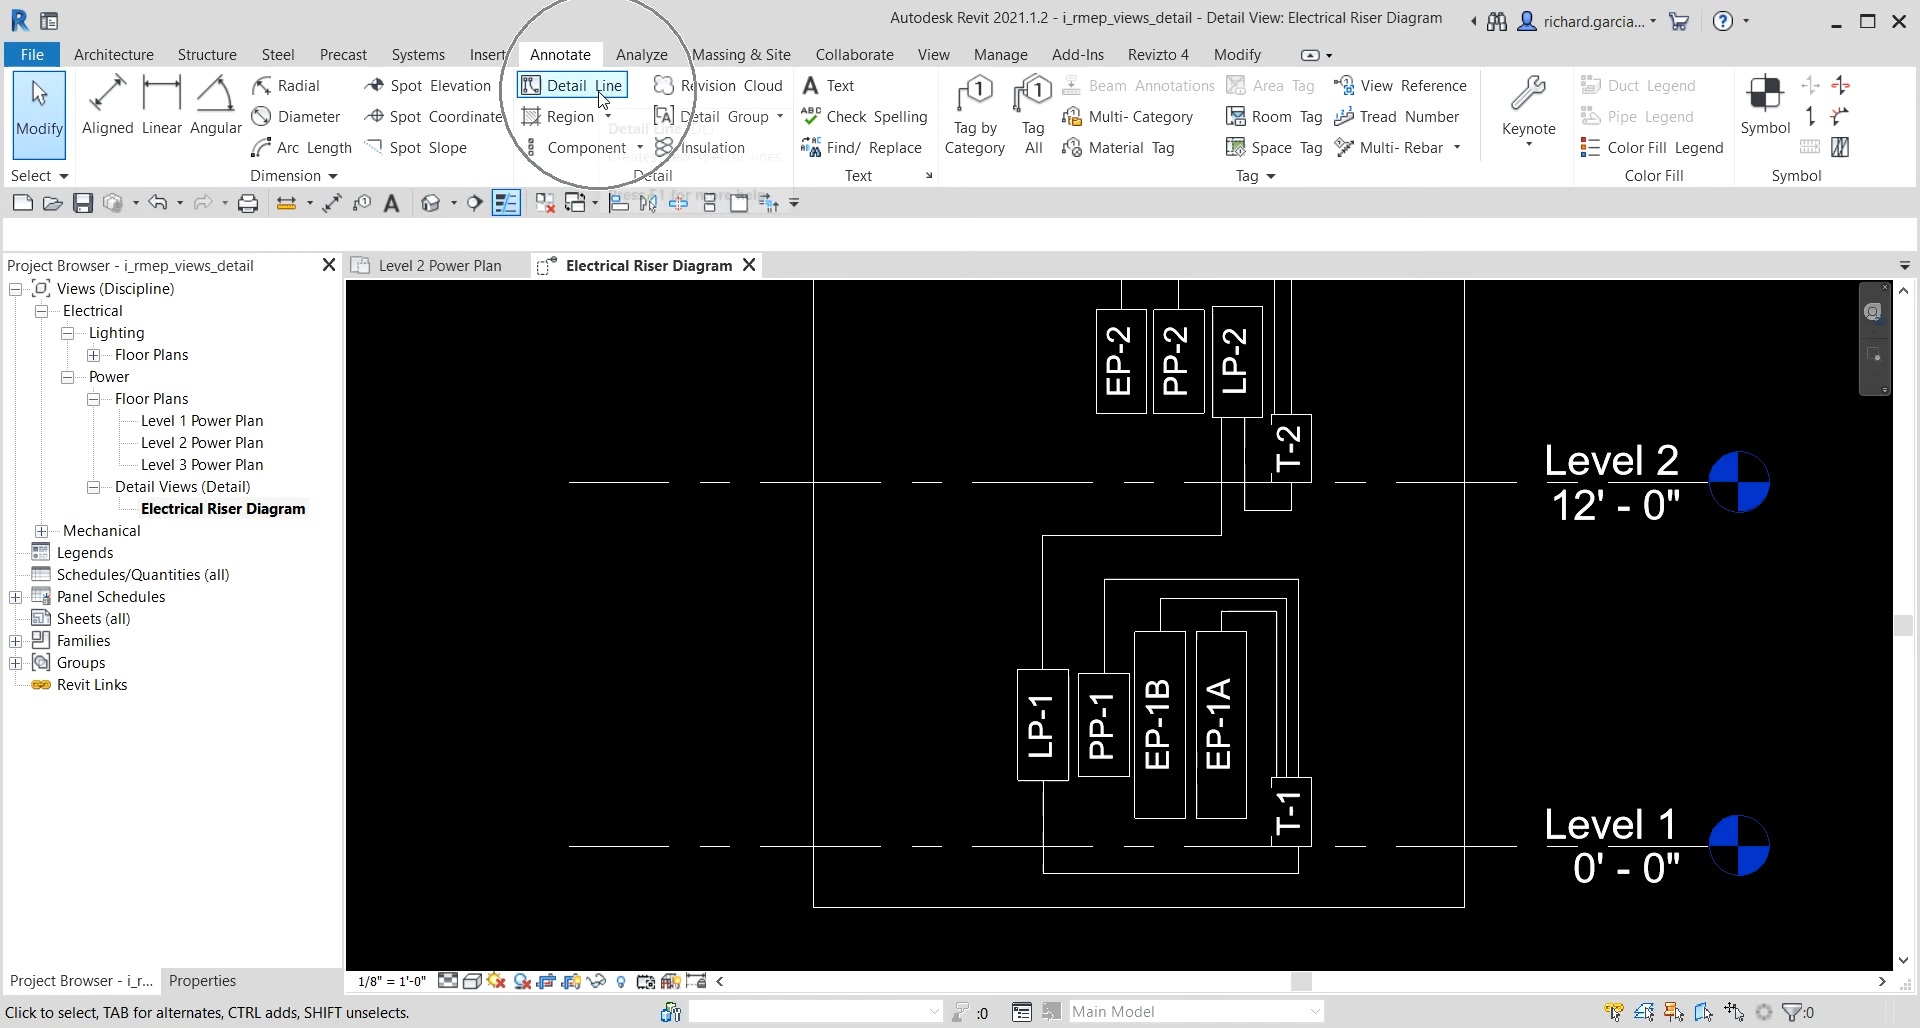 Autodesk Revit 2021.1.2 - i_rmep_views_detail - Detail View: Electrical Riser Diagram
richard.garcia...
File Architecture Structure Steel Precast Systems Insert Annotate Analyze Massing & Site Collaborate View Manage Add-Ins Revizto 4 Modify
Modify
Select
Aligned Linear Angular
Radial
Diameter
Arc Length
Spot Elevation
Spot Coordinate
Spot Slope
Dimension
Detail Line
Region
Component
Revision Cloud
Detail Group
Insulation
Detail
Text
Check Spelling
Find/ Replace
Text
Tag by
Category
Tag
All
Beam Annotations
Multi- Category
Material Tag
Area Tag
Room Tag
Space Tag
View Reference
Tread Number
Multi- Rebar
Tag
Keynote
Duct Legend
Pipe Legend
Color Fill Legend
Color Fill
Symbol
Symbol
Project Browser - i_rmep_views_detail
Level 2 Power Plan
Electrical Riser Diagram
Views (Discipline)
Electrical
Lighting
Floor Plans
Power
Floor Plans
Level 1 Power Plan
Level 2 Power Plan
Level 3 Power Plan
Detail Views (Detail)
Electrical Riser Diagram
Mechanical
Legends
Schedules/Quantities (all)
Panel Schedules
Sheets (all)
Families
Groups
Revit Links
EP-2
PP-2
LP-2
T-2
Level 2
12' - 0"
LP-1
PP-1
EP-1B
EP-1A
T-1
Level 1
0' - 0"
Project Browser - i_r... Properties
1/8" = 1'-0"
Click to select, TAB for alternates, CTRL adds, SHIFT unselects.
:0
Main Model
:0